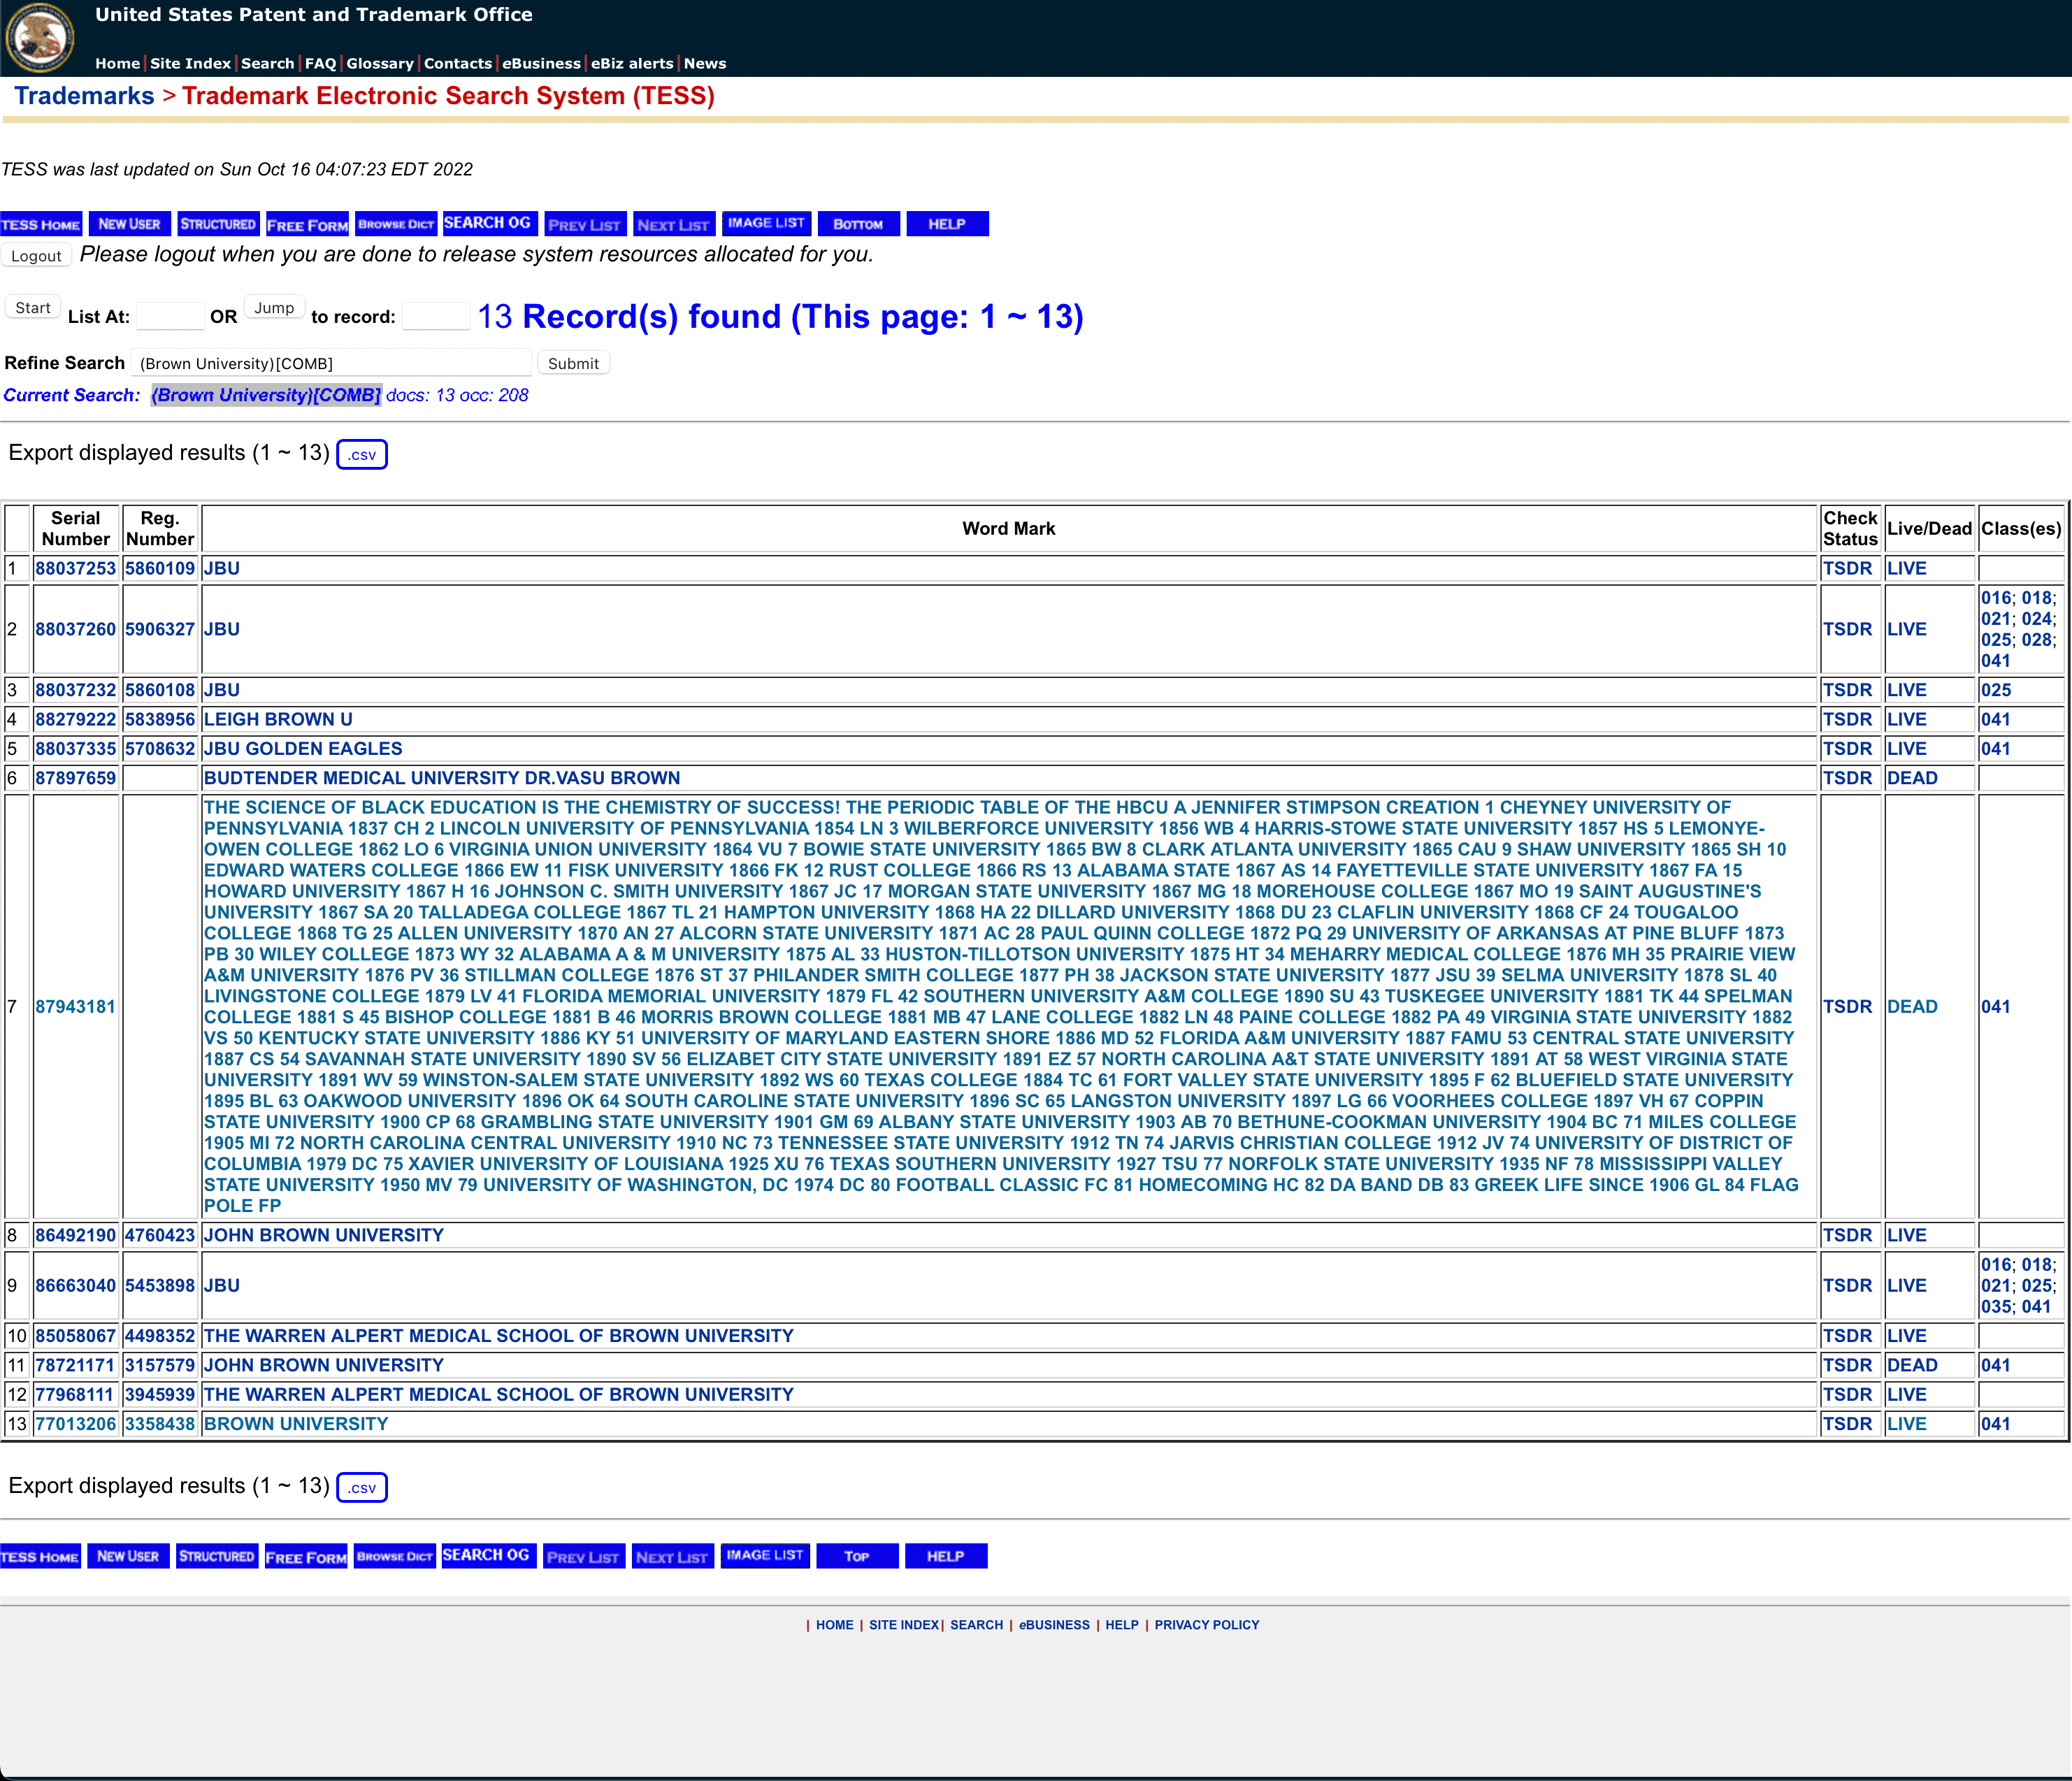 United States Patent and Trademark Office
Home | Site Index | Search | FAQ | Glossary | Contacts | eBusiness | eBiz alerts | News
Trademarks > Trademark Electronic Search System (TESS)
TESS was last updated on Sun Oct 16 04:07:23 EDT 2022
TESS HOME NEW USER STRUCTURED FREE FORM BROWSE DICT SEARCH OG PREV LIST NEXT LIST IMAGE LIST BOTTOM HELP
Logout Please logout when you are done to release system resources allocated for you.
Start List At: OR Jump to record: 13 Record(s) found (This page: 1 ~ 13)
Refine Search (Brown University)[COMB] Submit
Current Search: (Brown University)[COMB] docs: 13 occ: 208
Export displayed results (1 ~ 13) .csv
Serial Number Reg. Number Word Mark Check Status Live/Dead Class(es)
1 88037253 5860109 JBU TSDR LIVE
2 88037260 5906327 JBU TSDR LIVE 016; 018; 021; 024; 025; 028; 041
3 88037232 5860108 JBU TSDR LIVE 025
4 88279222 5838956 LEIGH BROWN U TSDR LIVE 041
5 88037335 5708632 JBU GOLDEN EAGLES TSDR LIVE 041
6 87897659 BUDTENDER MEDICAL UNIVERSITY DR.VASU BROWN TSDR DEAD
7 87943181
THE SCIENCE OF BLACK EDUCATION IS THE CHEMISTRY OF SUCCESS! THE PERIODIC TABLE OF THE HBCU A JENNIFER STIMPSON CREATION 1 CHEYNEY UNIVERSITY OF
PENNSYLVANIA 1837 CH 2 LINCOLN UNIVERSITY OF PENNSYLVANIA 1854 LN 3 WILBERFORCE UNIVERSITY 1856 WB 4 HARRIS-STOWE STATE UNIVERSITY 1857 HS 5 LEMONYE-
OWEN COLLEGE 1862 LO 6 VIRGINIA UNION UNIVERSITY 1864 VU 7 BOWIE STATE UNIVERSITY 1865 BW 8 CLARK ATLANTA UNIVERSITY 1865 CAU 9 SHAW UNIVERSITY 1865 SH 10
EDWARD WATERS COLLEGE 1866 EW 11 FISK UNIVERSITY 1866 FK 12 RUST COLLEGE 1866 RS 13 ALABAMA STATE 1867 AS 14 FAYETTEVILLE STATE UNIVERSITY 1867 FA 15
HOWARD UNIVERSITY 1867 H 16 JOHNSON C. SMITH UNIVERSITY 1867 JC 17 MORGAN STATE UNIVERSITY 1867 MG 18 MOREHOUSE COLLEGE 1867 MO 19 SAINT AUGUSTINE'S
UNIVERSITY 1867 SA 20 TALLADEGA COLLEGE 1867 TL 21 HAMPTON UNIVERSITY 1868 HA 22 DILLARD UNIVERSITY 1868 DU 23 CLAFLIN UNIVERSITY 1868 CF 24 TOUGALOO
COLLEGE 1868 TG 25 ALLEN UNIVERSITY 1870 AN 27 ALCORN STATE UNIVERSITY 1871 AC 28 PAUL QUINN COLLEGE 1872 PQ 29 UNIVERSITY OF ARKANSAS AT PINE BLUFF 1873
PB 30 WILEY COLLEGE 1873 WY 32 ALABAMA A & M UNIVERSITY 1875 AL 33 HUSTON-TILLOTSON UNIVERSITY 1875 HT 34 MEHARRY MEDICAL COLLEGE 1876 MH 35 PRAIRIE VIEW
A&M UNIVERSITY 1876 PV 36 STILLMAN COLLEGE 1876 ST 37 PHILANDER SMITH COLLEGE 1877 PH 38 JACKSON STATE UNIVERSITY 1877 JSU 39 SELMA UNIVERSITY 1878 SL 40
LIVINGSTONE COLLEGE 1879 LV 41 FLORIDA MEMORIAL UNIVERSITY 1879 FL 42 SOUTHERN UNIVERSITY A&M COLLEGE 1890 SU 43 TUSKEGEE UNIVERSITY 1881 TK 44 SPELMAN
COLLEGE 1881 S 45 BISHOP COLLEGE 1881 B 46 MORRIS BROWN COLLEGE 1881 MB 47 LANE COLLEGE 1882 LN 48 PAINE COLLEGE 1882 PA 49 VIRGINIA STATE UNIVERSITY 1882
VS 50 KENTUCKY STATE UNIVERSITY 1886 KY 51 UNIVERSITY OF MARYLAND EASTERN SHORE 1886 MD 52 FLORIDA A&M UNIVERSITY 1887 FAMU 53 CENTRAL STATE UNIVERSITY
1887 CS 54 SAVANNAH STATE UNIVERSITY 1890 SV 56 ELIZABET CITY STATE UNIVERSITY 1891 EZ 57 NORTH CAROLINA A&T STATE UNIVERSITY 1891 AT 58 WEST VIRGINIA STATE
UNIVERSITY 1891 WV 59 WINSTON-SALEM STATE UNIVERSITY 1892 WS 60 TEXAS COLLEGE 1884 TC 61 FORT VALLEY STATE UNIVERSITY 1895 F 62 BLUEFIELD STATE UNIVERSITY
1895 BL 63 OAKWOOD UNIVERSITY 1896 OK 64 SOUTH CAROLINE STATE UNIVERSITY 1896 SC 65 LANGSTON UNIVERSITY 1897 LG 66 VOORHEES COLLEGE 1897 VH 67 COPPIN
STATE UNIVERSITY 1900 CP 68 GRAMBLING STATE UNIVERSITY 1901 GM 69 ALBANY STATE UNIVERSITY 1903 AB 70 BETHUNE-COOKMAN UNIVERSITY 1904 BC 71 MILES COLLEGE
1905 MI 72 NORTH CAROLINA CENTRAL UNIVERSITY 1910 NC 73 TENNESSEE STATE UNIVERSITY 1912 TN 74 JARVIS CHRISTIAN COLLEGE 1912 JV 74 UNIVERSITY OF DISTRICT OF
COLUMBIA 1979 DC 75 XAVIER UNIVERSITY OF LOUISIANA 1925 XU 76 TEXAS SOUTHERN UNIVERSITY 1927 TSU 77 NORFOLK STATE UNIVERSITY 1935 NF 78 MISSISSIPPI VALLEY
STATE UNIVERSITY 1950 MV 79 UNIVERSITY OF WASHINGTON, DC 1974 DC 80 FOOTBALL CLASSIC FC 81 HOMECOMING HC 82 DA BAND DB 83 GREEK LIFE SINCE 1906 GL 84 FLAG
POLE FP
TSDR DEAD 041
8 86492190 4760423 JOHN BROWN UNIVERSITY TSDR LIVE
9 86663040 5453898 JBU TSDR LIVE 016; 018; 021; 025; 035; 041
10 85058067 4498352 THE WARREN ALPERT MEDICAL SCHOOL OF BROWN UNIVERSITY TSDR LIVE
11 78721171 3157579 JOHN BROWN UNIVERSITY TSDR DEAD 041
12 77968111 3945939 THE WARREN ALPERT MEDICAL SCHOOL OF BROWN UNIVERSITY TSDR LIVE
13 77013206 3358438 BROWN UNIVERSITY TSDR LIVE 041
Export displayed results (1 ~ 13) .csv
TESS HOME NEW USER STRUCTURED FREE FORM BROWSE DICT SEARCH OG PREV LIST NEXT LIST IMAGE LIST TOP HELP
| HOME | SITE INDEX | SEARCH | eBUSINESS | HELP | PRIVACY POLICY